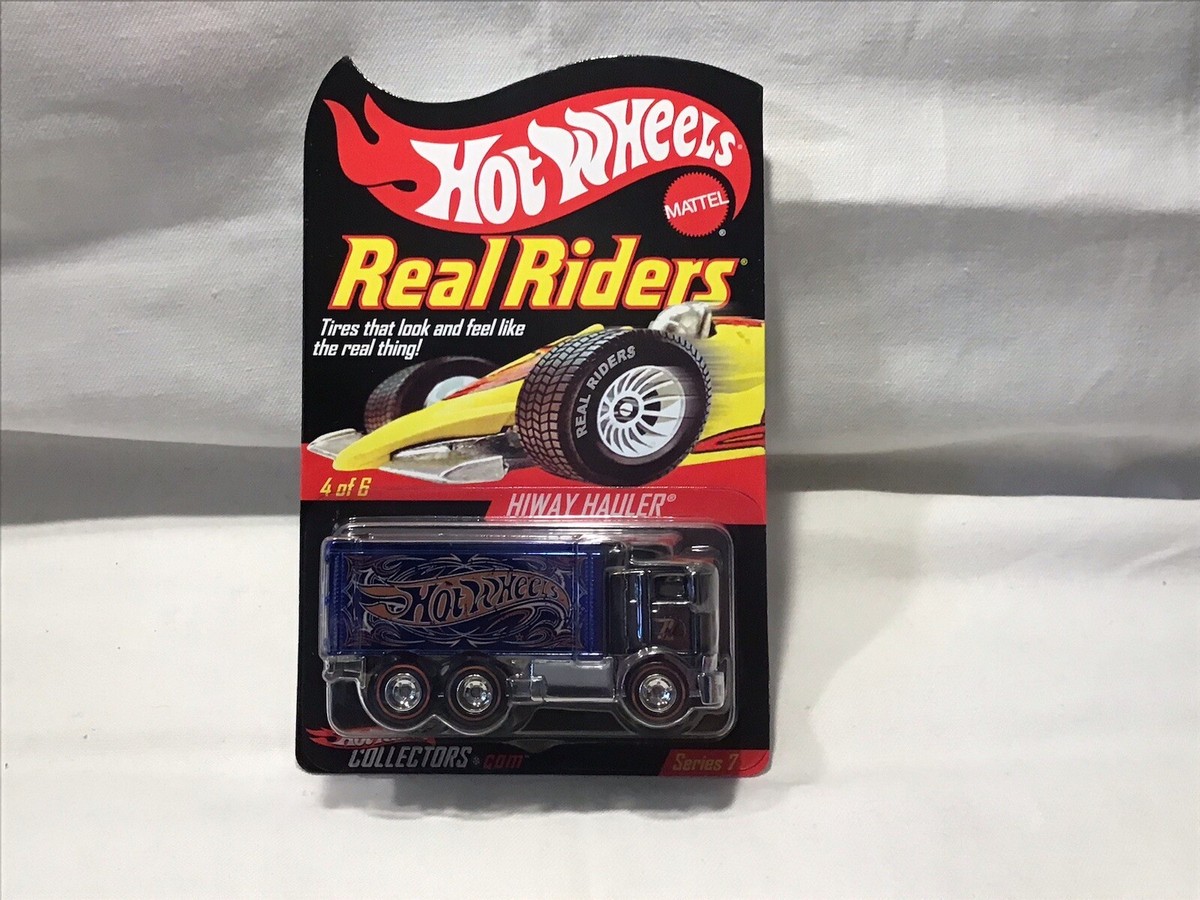 Hot Wheels
MATTEL®
Real Riders®
Tires that look and feel like
the real thing!
REAL RIDERS
4 of 6
HIWAY HAULER®
Hot Wheels
COLLECTORS.com™
Series 7